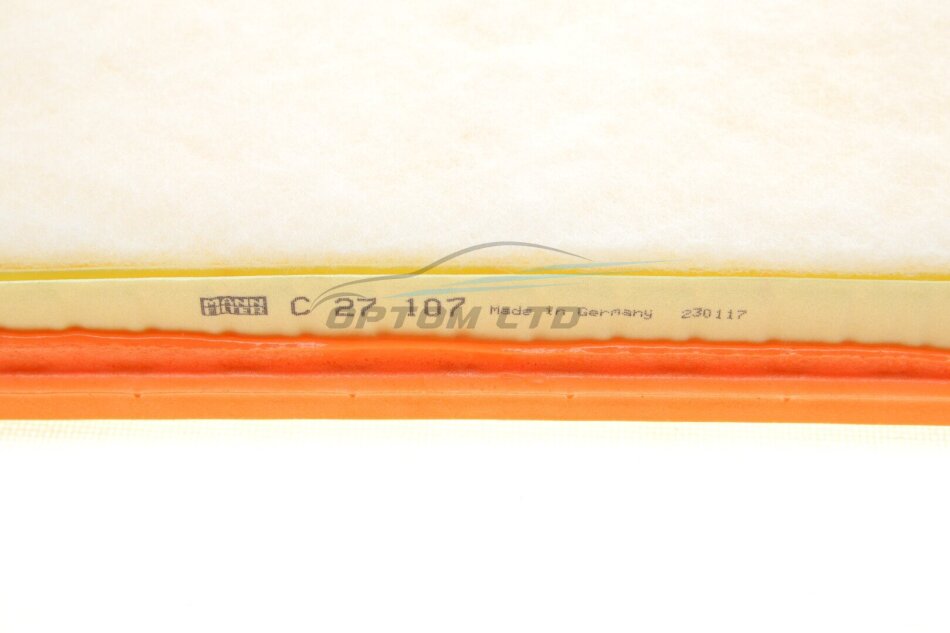 MANN FILTER C 27 107 Made in Germany 230117
OPTOM LTD